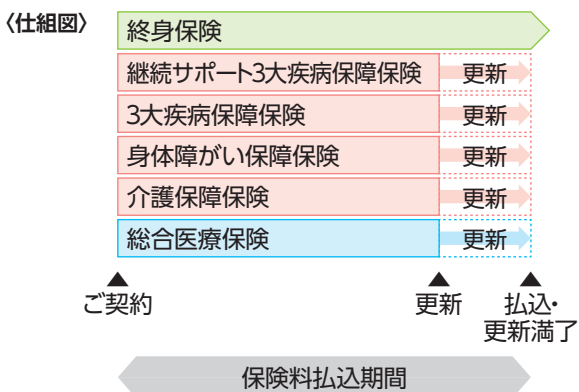 〈仕組図〉
終身保険
継続サポート3大疾病保障保険 更新
3大疾病保障保険 更新
身体障がい保障保険 更新
介護保障保険 更新
総合医療保険 更新
ご契約 更新 払込・
更新満了
保険料払込期間